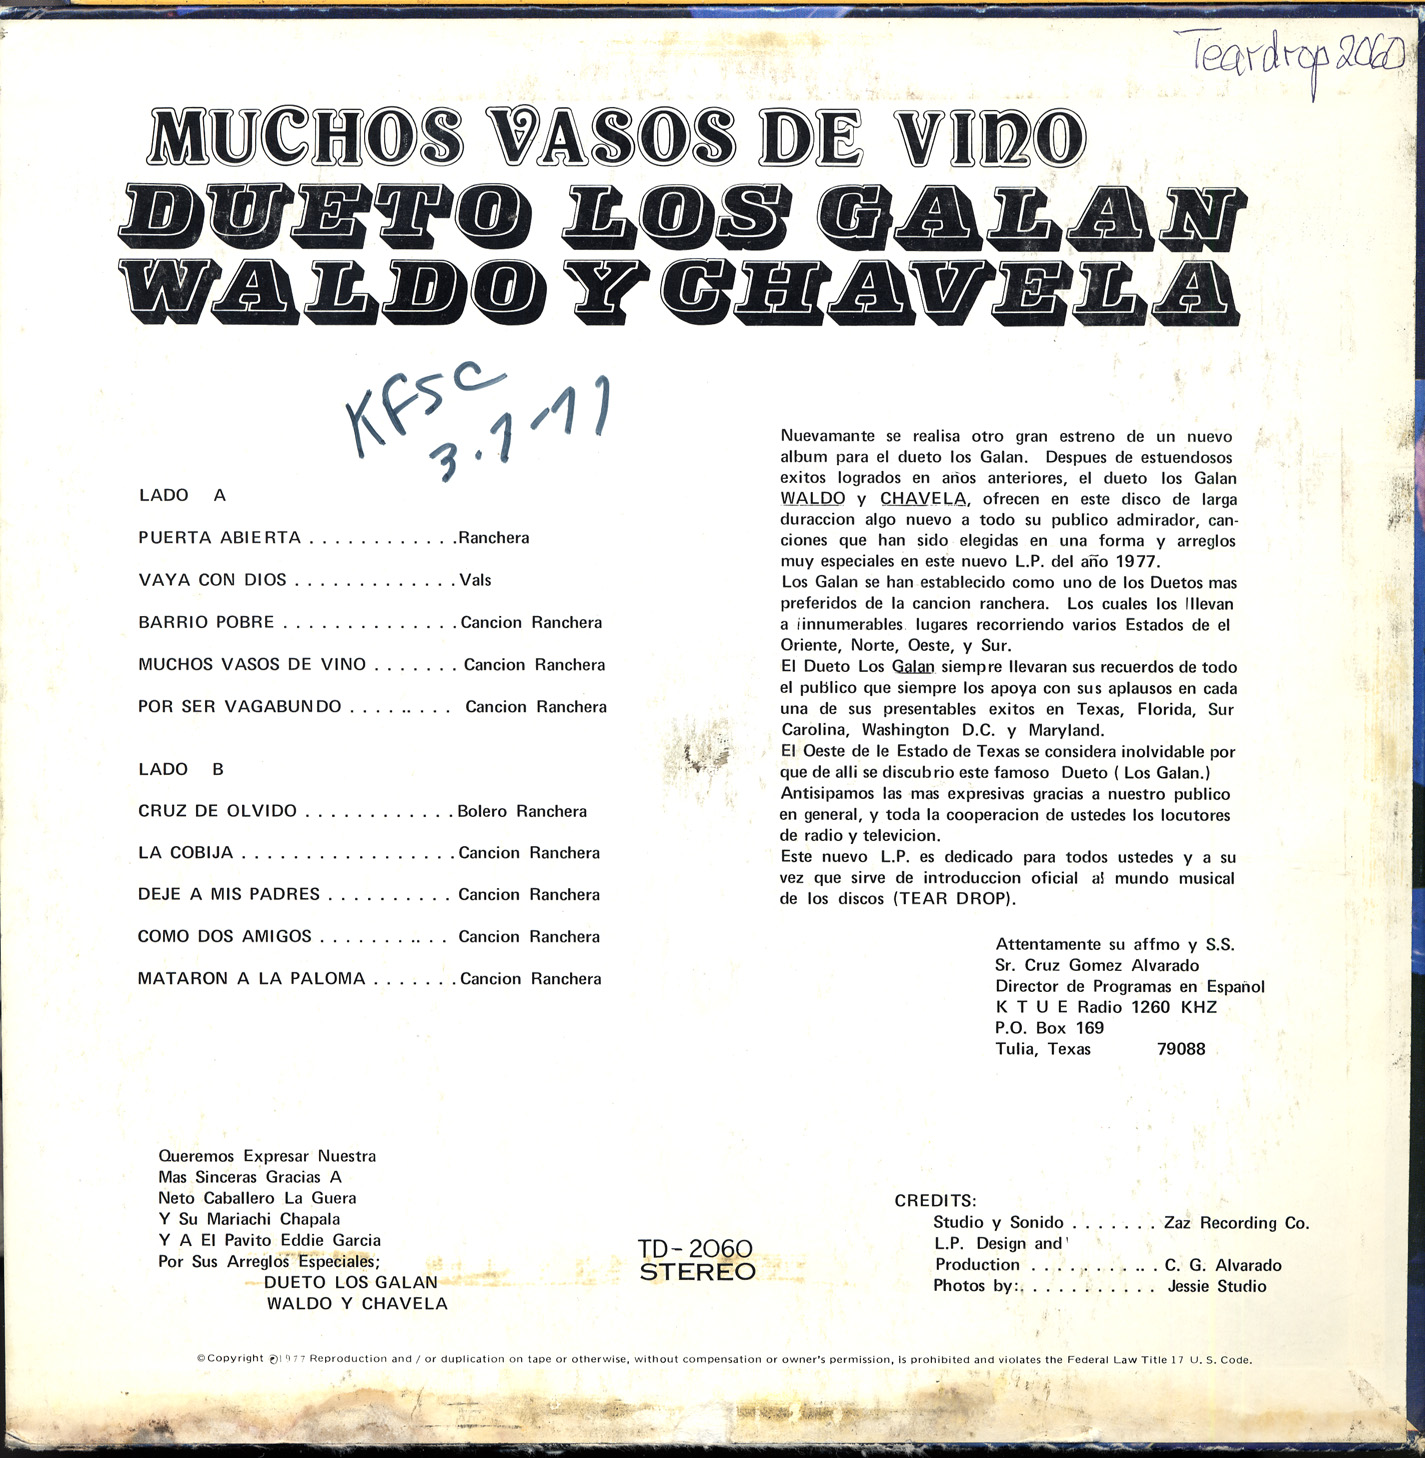 Teardrop 2060
MUCHOS VASOS DE VINO
DUETO LOS GALAN
WALDO Y CHAVELA
KFSC
3.1-77
LADO A
PUERTA ABIERTA . . . . . . . . . . . . Ranchera
VAYA CON DIOS . . . . . . . . . . . . . Vals
BARRIO POBRE . . . . . . . . . . . . . . Cancion Ranchera
MUCHOS VASOS DE VINO . . . . . . . Cancion Ranchera
POR SER VAGABUNDO . . . . .. . . . Cancion Ranchera
LADO B
CRUZ DE OLVIDO . . . . . . . . . . . . Bolero Ranchera
LA COBIJA . . . . . . . . . . . . . . . . . Cancion Ranchera
DEJE A MIS PADRES . . . . . . . . . . Cancion Ranchera
COMO DOS AMIGOS . . . . . . . .. . . Cancion Ranchera
MATARON A LA PALOMA . . . . . . . Cancion Ranchera
Nuevamante se realisa otro gran estreno de un nuevo
album para el dueto los Galan. Despues de estuendosos
exitos logrados en años anteriores, el dueto los Galan
WALDO y CHAVELA, ofrecen en este disco de larga
duraccion algo nuevo a todo su publico admirador, can-
ciones que han sido elegidas en una forma y arreglos
muy especiales en este nuevo L.P. del año 1977.
Los Galan se han establecido como uno de los Duetos mas
preferidos de la cancion ranchera. Los cuales los lllevan
a iinnumerables lugares recorriendo varios Estados de el
Oriente, Norte, Oeste, y Sur.
El Dueto Los Galan siempre llevaran sus recuerdos de todo
el publico que siempre los apoya con sus aplausos en cada
una de sus presentables exitos en Texas, Florida, Sur
Carolina, Washington D.C. y Maryland.
El Oeste de le Estado de Texas se considera inolvidable por
que de alli se discubrio este famoso Dueto ( Los Galan.)
Antisipamos las mas expresivas gracias a nuestro publico
en general, y toda la cooperacion de ustedes los locutores
de radio y televicion.
Este nuevo L.P. es dedicado para todos ustedes y a su
vez que sirve de introduccion oficial al mundo musical
de los discos (TEAR DROP).
Attentamente su affmo y S.S.
Sr. Cruz Gomez Alvarado
Director de Programas en Español
K T U E Radio 1260 KHZ
P.O. Box 169
Tulia, Texas 79088
Queremos Expresar Nuestra
Mas Sinceras Gracias A
Neto Caballero La Guera
Y Su Mariachi Chapala
Y A El Pavito Eddie Garcia
Por Sus Arreglos Especiales;
DUETO LOS GALAN
WALDO Y CHAVELA
TD-2060
STEREO
CREDITS:
Studio y Sonido . . . . . . . Zaz Recording Co.
L.P. Design and
Production . . . . . . . . . .. . C. G. Alvarado
Photos by:. . . . . . . . . . . Jessie Studio
©Copyright ℗1977 Reproduction and / or duplication on tape or otherwise, without compensation or owner's permission, is prohibited and violates the Federal Law Title 17 U. S. Code.